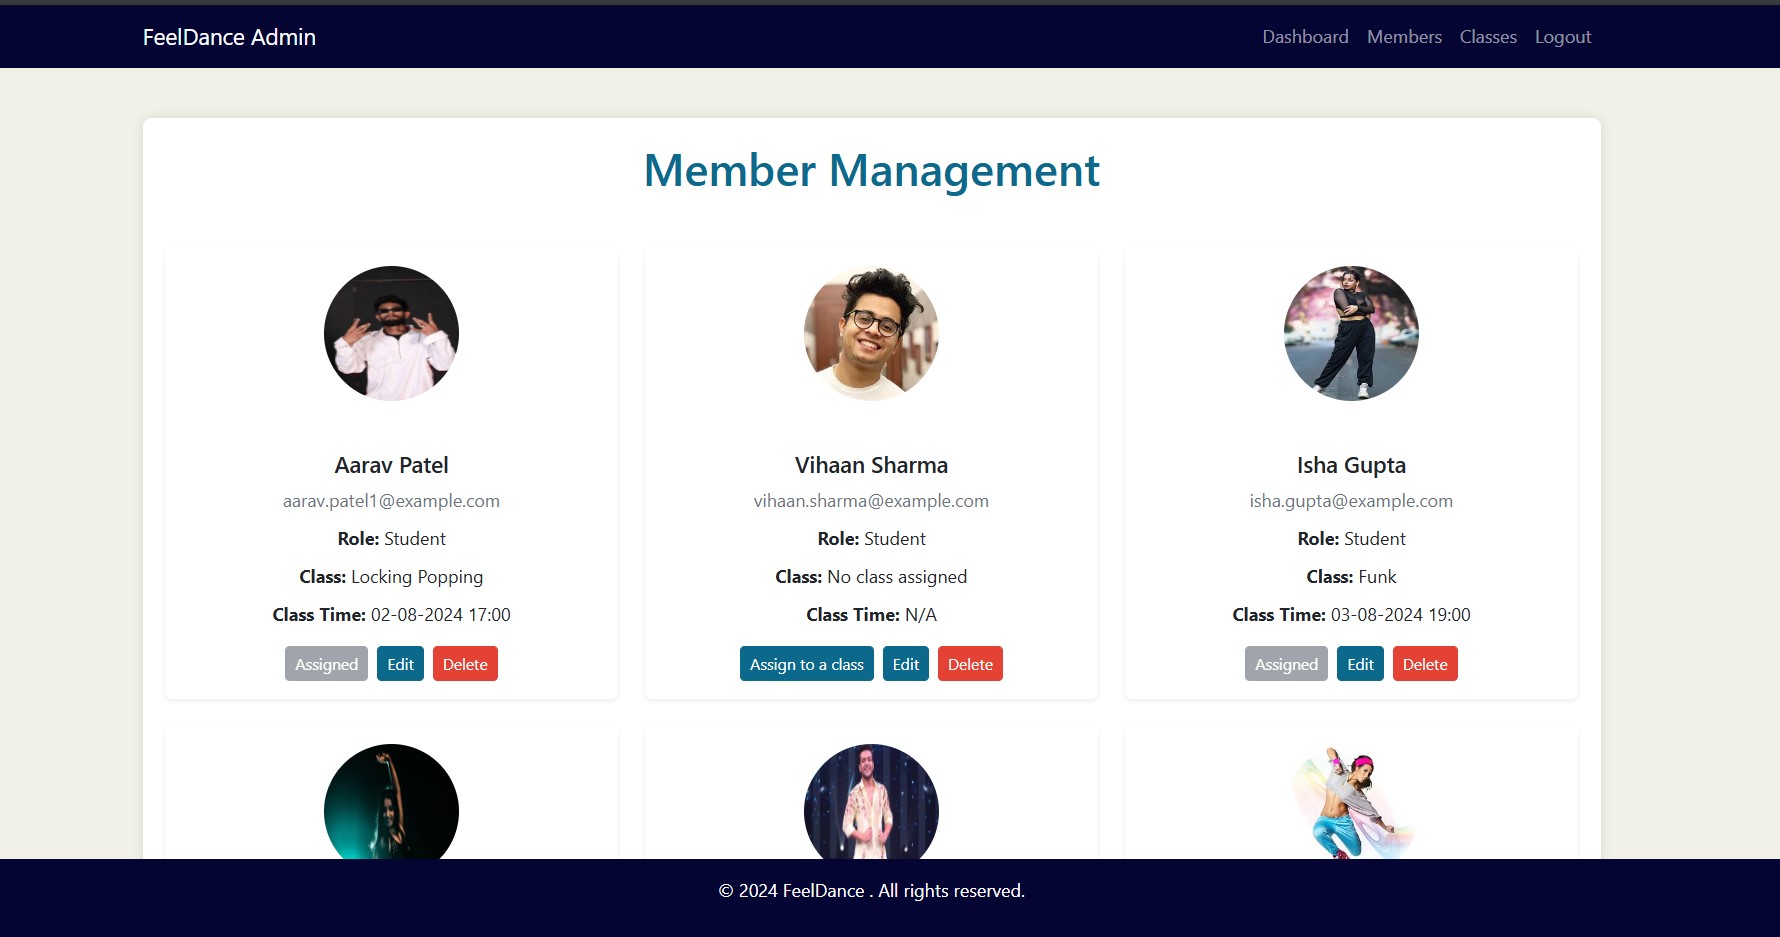 FeelDance Admin
Dashboard Members Classes Logout
Member Management
Aarav Patel
aarav.patel1@example.com
Role: Student
Class: Locking Popping
Class Time: 02-08-2024 17:00
Assigned Edit Delete
Vihaan Sharma
vihaan.sharma@example.com
Role: Student
Class: No class assigned
Class Time: N/A
Assign to a class Edit Delete
Isha Gupta
isha.gupta@example.com
Role: Student
Class: Funk
Class Time: 03-08-2024 19:00
Assigned Edit Delete
© 2024 FeelDance . All rights reserved.